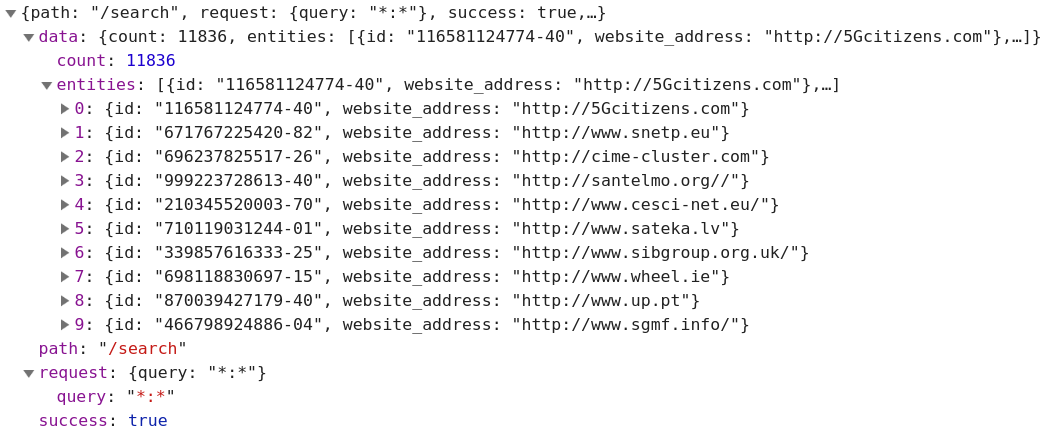 {path: "/search", request: {query: "*:*"}, success: true,…}
data: {count: 11836, entities: [{id: "116581124774-40", website_address: "http://5Gcitizens.com"},…]}
count: 11836
entities: [{id: "116581124774-40", website_address: "http://5Gcitizens.com"},…]
0: {id: "116581124774-40", website_address: "http://5Gcitizens.com"}
1: {id: "671767225420-82", website_address: "http://www.snetp.eu"}
2: {id: "696237825517-26", website_address: "http://cime-cluster.com"}
3: {id: "999223728613-40", website_address: "http://santelmo.org//"}
4: {id: "210345520003-70", website_address: "http://www.cesci-net.eu/"}
5: {id: "710119031244-01", website_address: "http://www.sateka.lv"}
6: {id: "339857616333-25", website_address: "http://www.sibgroup.org.uk/"}
7: {id: "698118830697-15", website_address: "http://www.wheel.ie"}
8: {id: "870039427179-40", website_address: "http://www.up.pt"}
9: {id: "466798924886-04", website_address: "http://www.sgmf.info/"}
path: "/search"
request: {query: "*:*"}
query: "*:*"
success: true